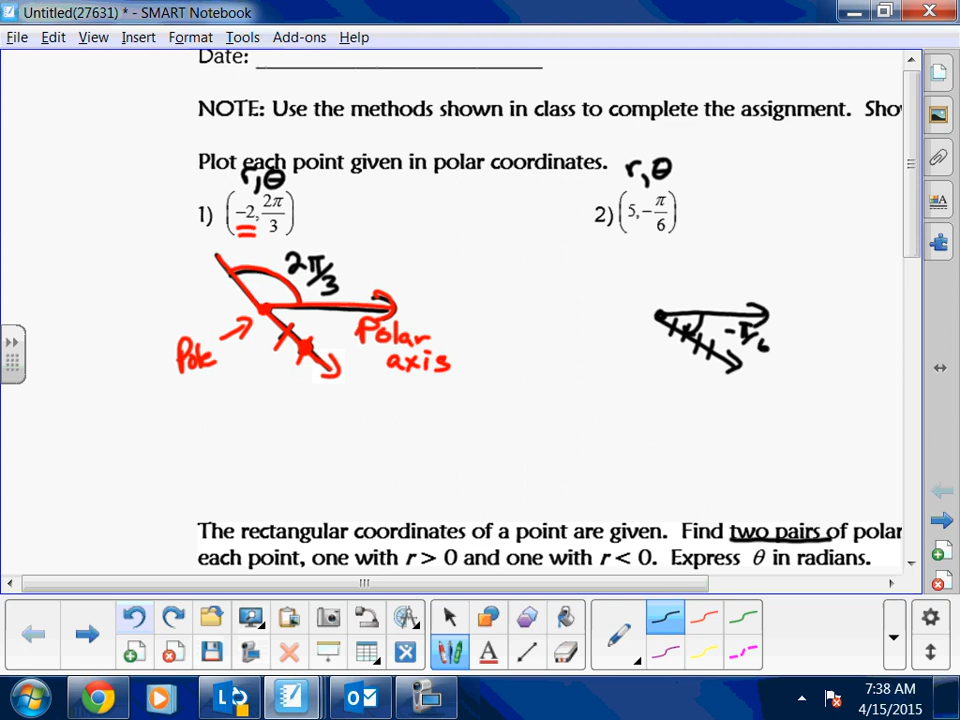 Untitled(27631) * - SMART Notebook
File Edit View Insert Format Tools Add-ons Help
Date: ___________________________
NOTE: Use the methods shown in class to complete the assignment. Sho
Plot each point given in polar coordinates.
r,θ r,θ
1) (-2, 2π/3) 2) (5, -π/6)
2π/3
Polar axis
Pole
-π/6
The rectangular coordinates of a point are given. Find two pairs of polar
each point, one with r > 0 and one with r < 0. Express θ in radians.
7:38 AM
4/15/2015